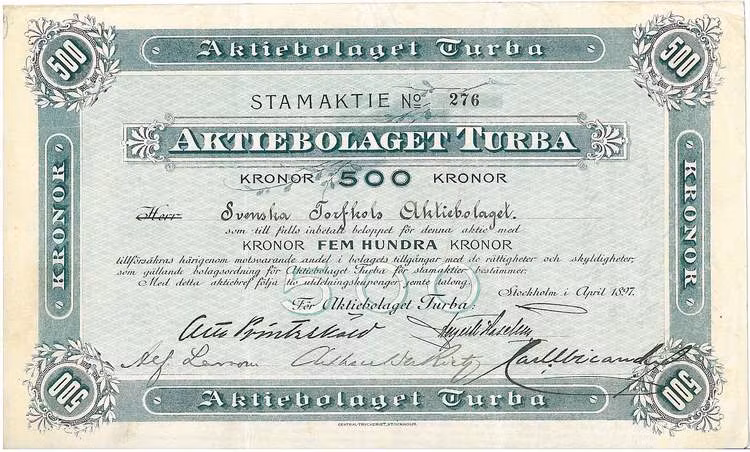 500
Aktiebolaget Turba
500
STAMAKTIE No 276
AKTIEBOLAGET TURBA
KRONOR 500 KRONOR
Herr Svenska Torfkols Aktiebolaget.
som till fullo inbetalt beloppet för denna aktie med
KRONOR FEM HUNDRA KRONOR
tillförsäkras härigenom motsvarande andel i bolagets tillgångar med de rättigheter och skyldigheter,
som gällande bolagsordning för Aktiebolaget Turba för stamaktier bestämmer.
Med detta aktiebref följa tio utdelningskuponger jemte talong.
500
Stockholm i April 1897.
För Aktiebolaget Turba:
KRONOR
KRONOR
500
Aktiebolaget Turba
500
CENTRAL-TRYCKERIET, STOCKHOLM.